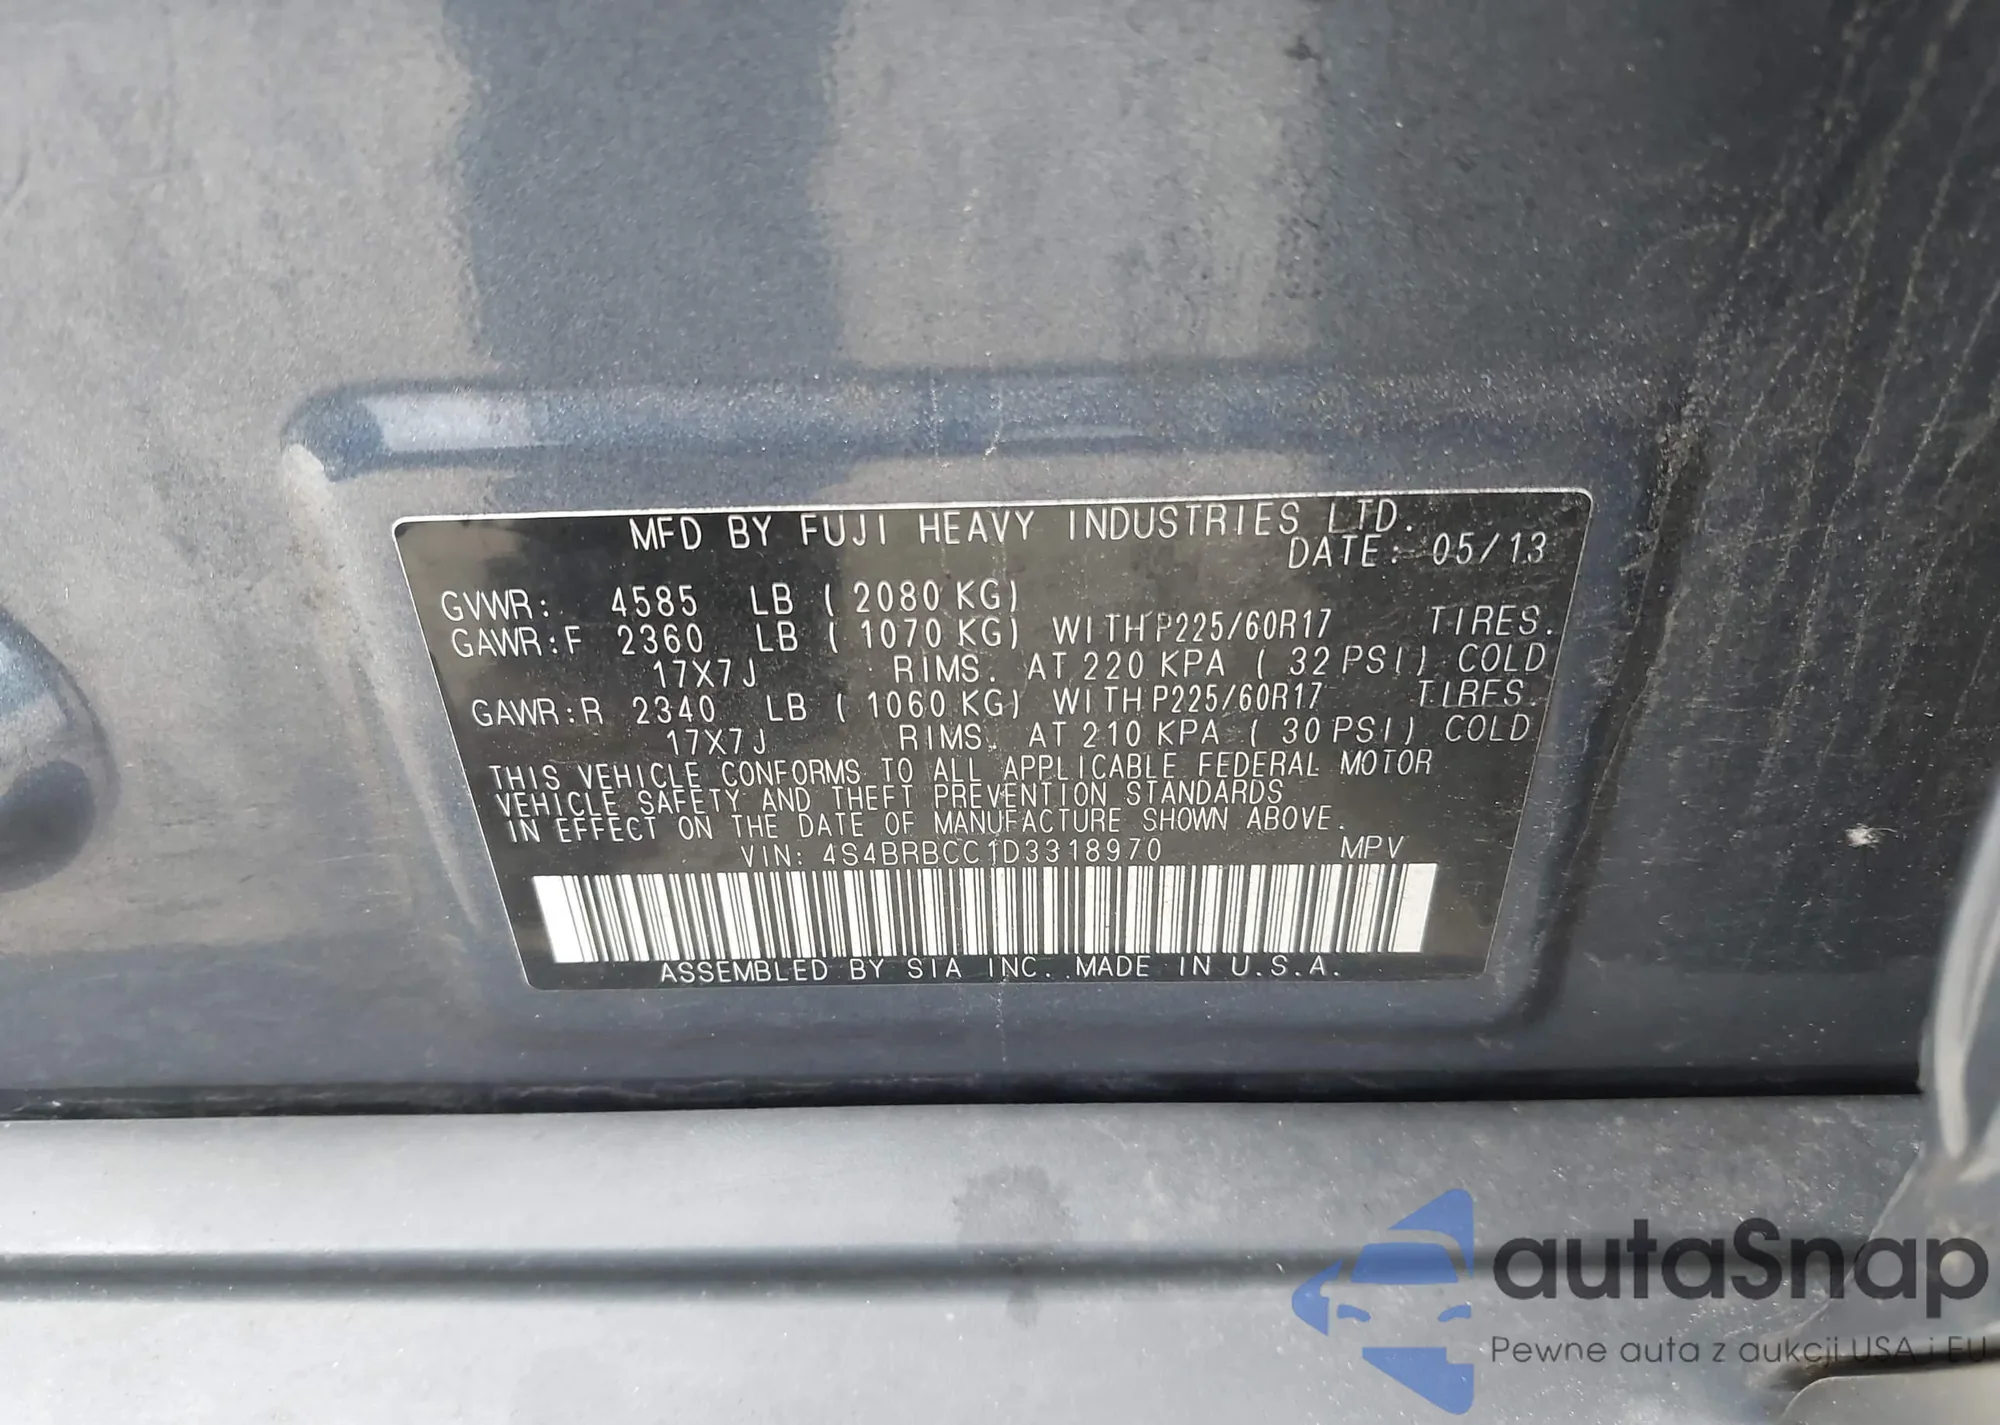 MFD BY FUJI HEAVY INDUSTRIES LTD.
DATE: 05/13
GVWR: 4585 LB ( 2080 KG)
GAWR:F 2360 LB ( 1070 KG) WITH P225/60R17 TIRES.
17X7J RIMS. AT 220 KPA ( 32 PSI) COLD
GAWR:R 2340 LB ( 1060 KG) WITH P225/60R17 TIRES.
17X7J RIMS. AT 210 KPA ( 30 PSI) COLD
THIS VEHICLE CONFORMS TO ALL APPLICABLE FEDERAL MOTOR
VEHICLE SAFETY AND THEFT PREVENTION STANDARDS
IN EFFECT ON THE DATE OF MANUFACTURE SHOWN ABOVE.
VIN: 4S4BRBCC1D3318970 MPV
ASSEMBLED BY SIA INC. MADE IN U.S.A.
autaSnap
Pewne auta z aukcji USA i EU